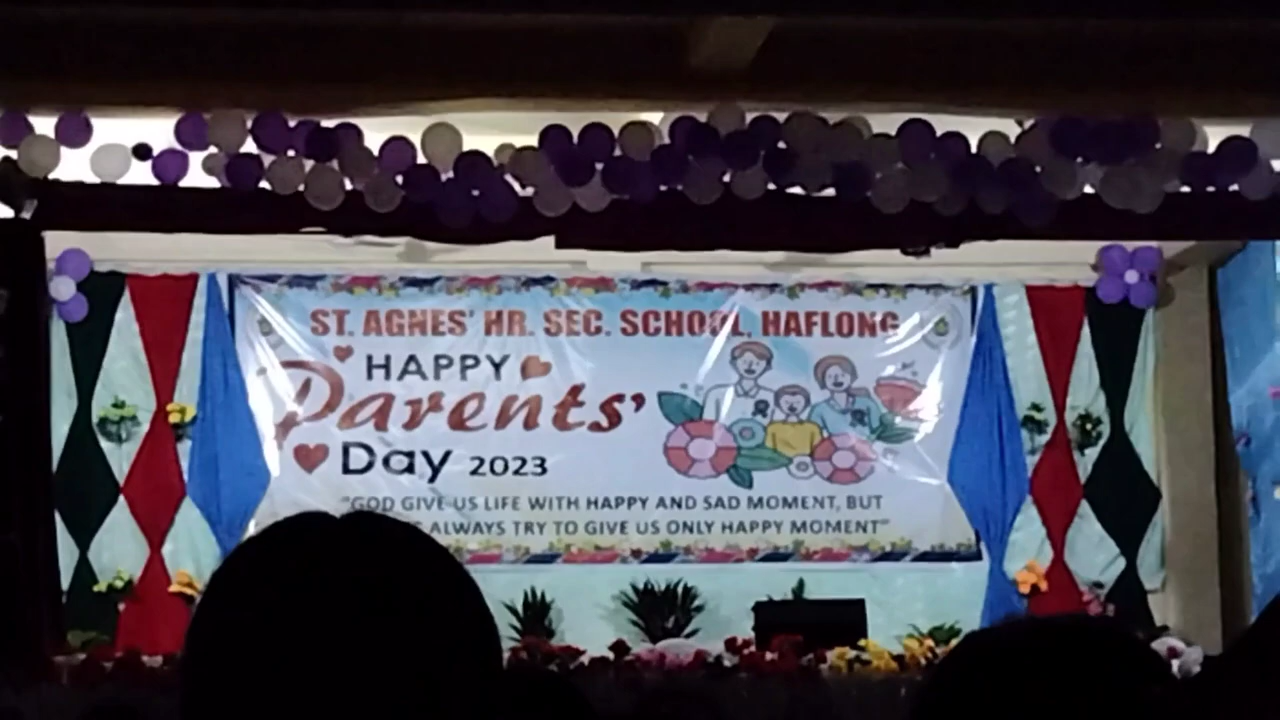 ST. AGNES' HR. SEC. SCHOOL, HAFLONG
HAPPY
Parents'
Day 2023
"GOD GIVE US LIFE WITH HAPPY AND SAD MOMENT, BUT
ALWAYS TRY TO GIVE US ONLY HAPPY MOMENT"